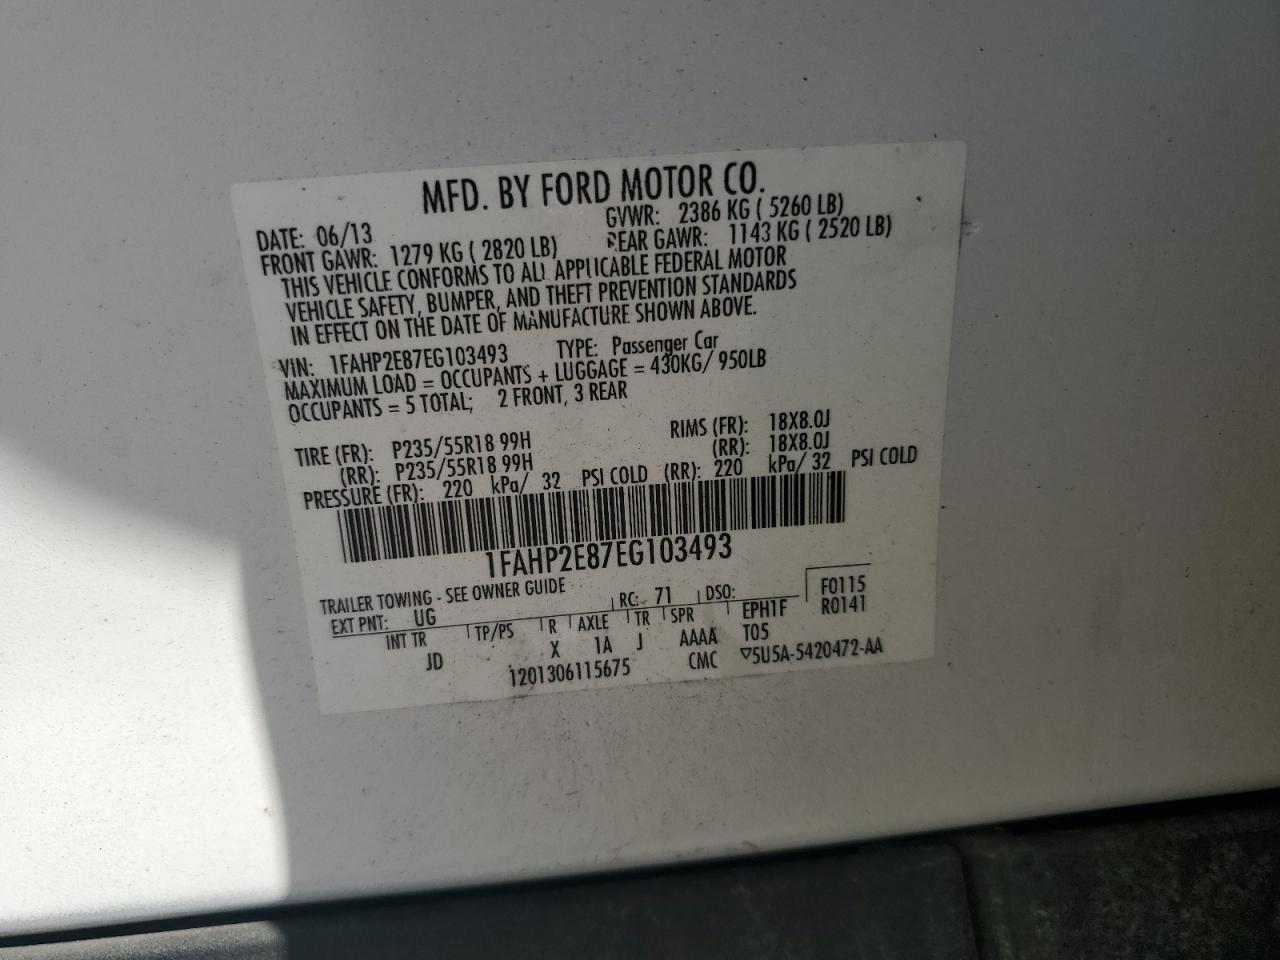 MFD. BY FORD MOTOR CO.
DATE: 06/13 GVWR: 2386 KG ( 5260 LB)
FRONT GAWR: 1279 KG ( 2820 LB) REAR GAWR: 1143 KG ( 2520 LB)
THIS VEHICLE CONFORMS TO ALL APPLICABLE FEDERAL MOTOR
VEHICLE SAFETY, BUMPER, AND THEFT PREVENTION STANDARDS
IN EFFECT ON THE DATE OF MANUFACTURE SHOWN ABOVE.
VIN: 1FAHP2E87EG103493 TYPE: Passenger Car
MAXIMUM LOAD = OCCUPANTS + LUGGAGE = 430KG/ 950LB
OCCUPANTS = 5 TOTAL; 2 FRONT, 3 REAR
TIRE (FR): P235/55R18 99H RIMS (FR): 18X8.0J
(RR): P235/55R18 99H (RR): 18X8.0J
PRESSURE (FR): 220 kPa/ 32 PSI COLD (RR): 220 kPa/ 32 PSI COLD
1FAHP2E87EG103493
TRAILER TOWING - SEE OWNER GUIDE
EXT PNT: UG RC: 71 DSO: F0115
INT TR TP/PS R AXLE TR SPR EPH1F R0141
JD X 1A J AAAA T05
1201306115675 CMC ▽5U5A-5420472-AA